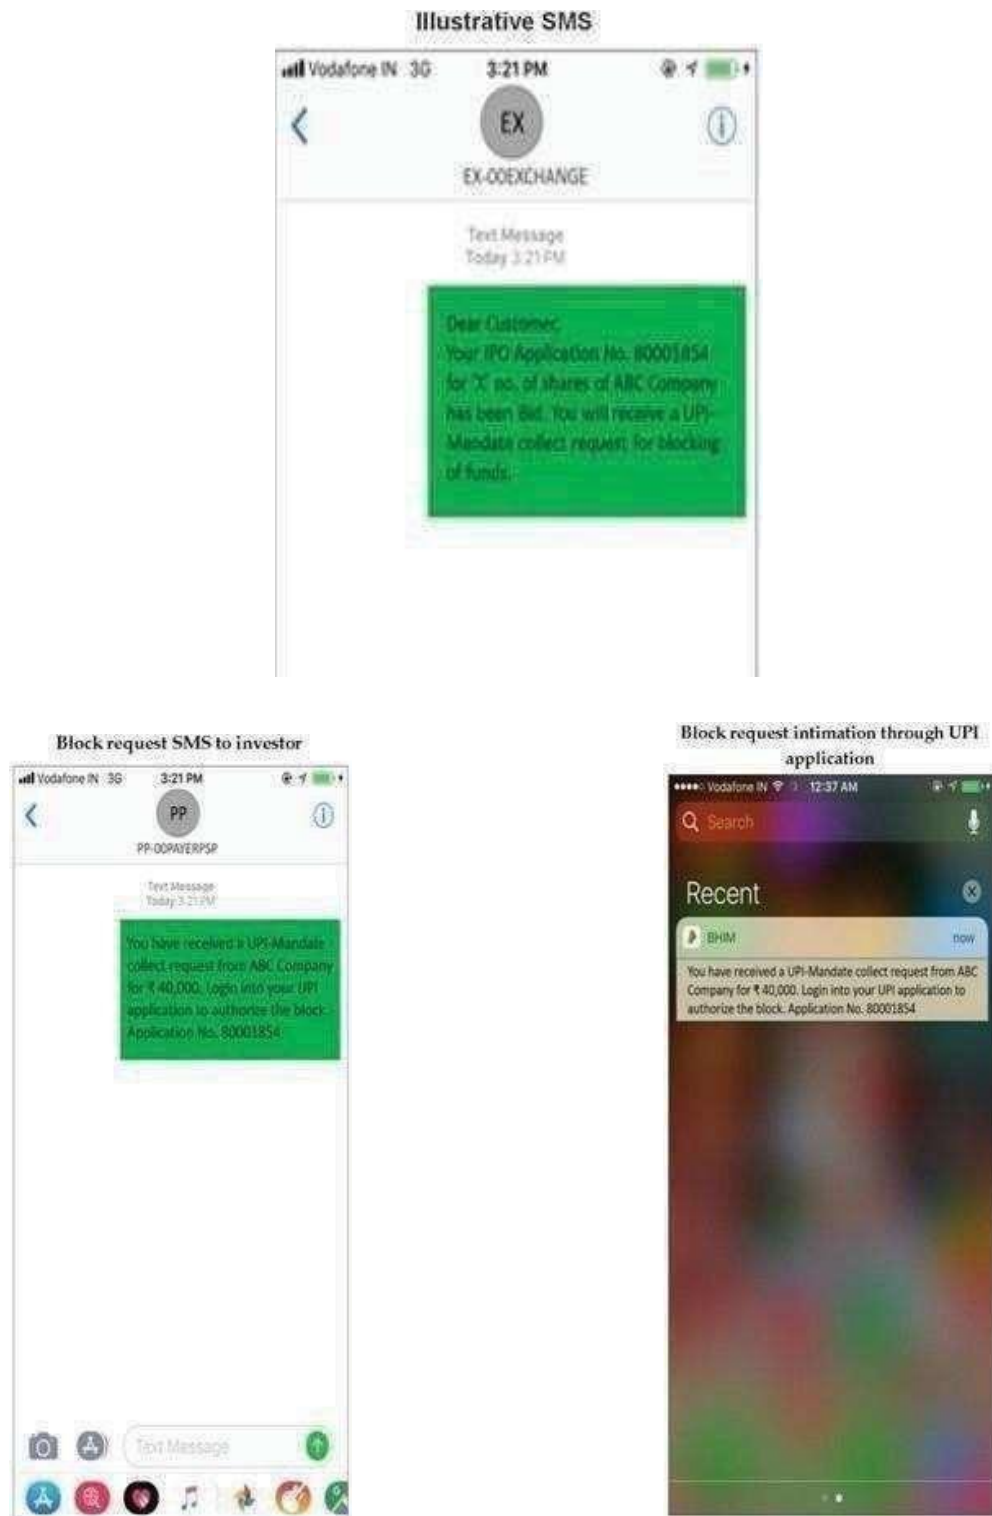 Illustrative SMS
Vodafone IN 3G 3:21 PM
EX
EX-OOEXCHANGE
Text Message
Today 3:21 PM
Dear Customer,
Your IPO Application No. 80001854
for 'X' no. of shares of ABC Company
has been Bid. You will receive a UPI-
Mandate collect request for blocking
of funds.
Block request SMS to investor
Vodafone IN 3G 3:21 PM
PP
PP-OOPAYERPSP
Text Message
Today 3:21 PM
You have received a UPI-Mandate
collect request from ABC Company
for ₹ 40,000. Login into your UPI
application to authorize the block.
Application No. 80001854
Text Message
Block request intimation through UPI
application
Vodafone IN 12:37 AM
Search
Recent
BHIM now
You have received a UPI-Mandate collect request from ABC
Company for ₹ 40,000. Login into your UPI application to
authorize the block. Application No. 80001854